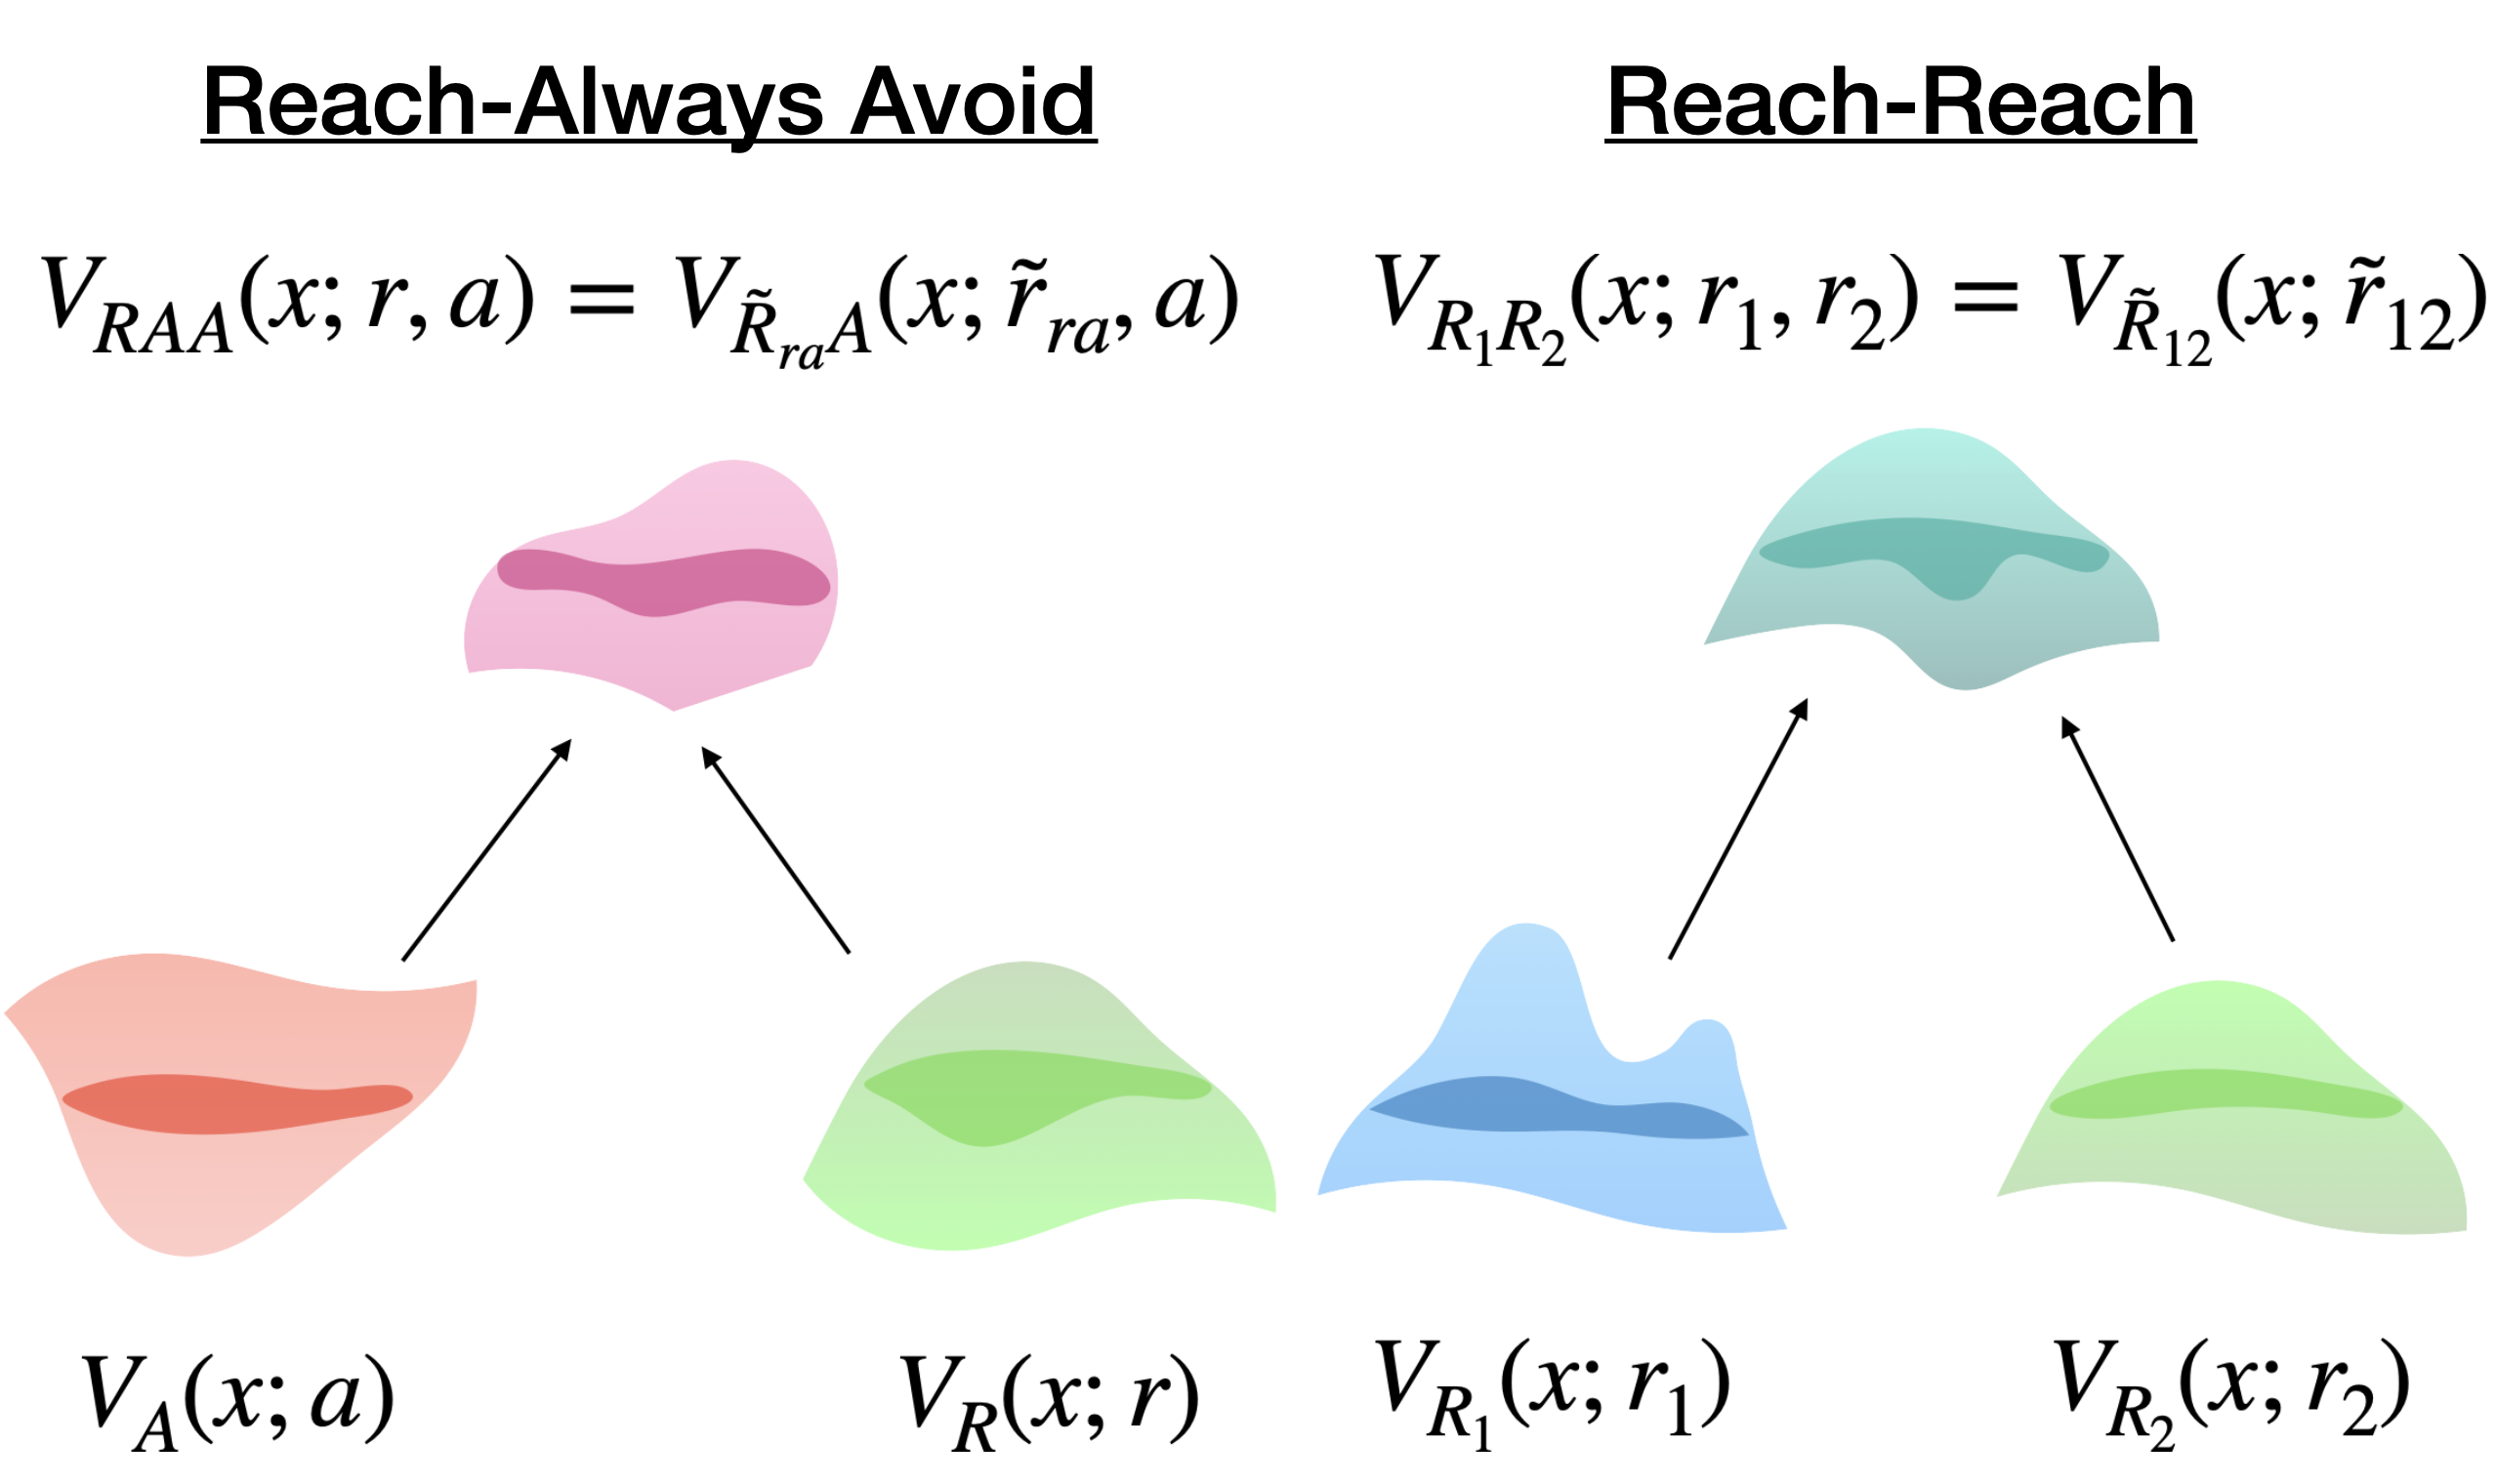 Reach-Always Avoid
Reach-Reach
V_{RAA}(x; r, a) = V_{\tilde{R}_{ra}A}(x; \tilde{r}_{ra}, a)
V_{R_1R_2}(x; r_1, r_2) = V_{\tilde{R}_{12}}(x; \tilde{r}_{12})
V_A(x; a)
V_R(x; r)
V_{R_1}(x; r_1)
V_{R_2}(x; r_2)